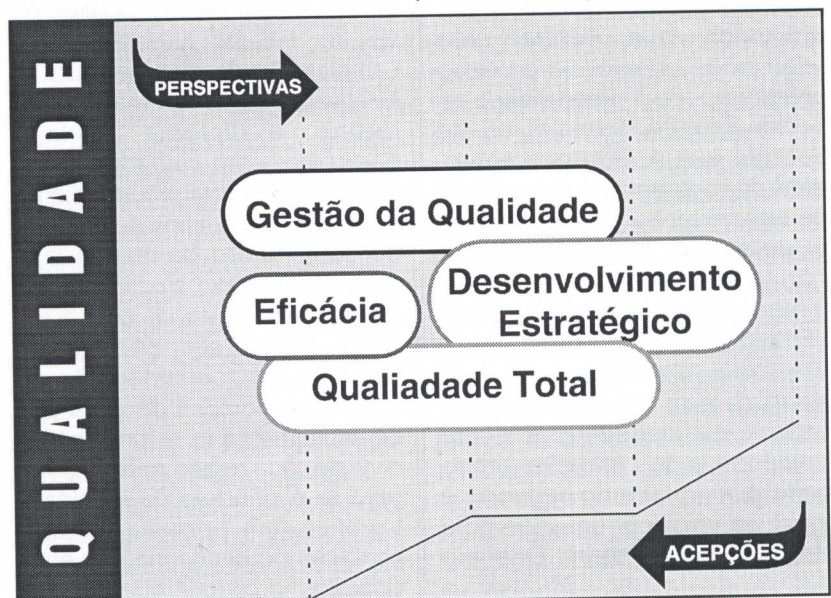 QUALIDADE
PERSPECTIVAS
Gestão da Qualidade
Eficácia
Desenvolvimento
Estratégico
Qualiadade Total
ACEPÇÕES